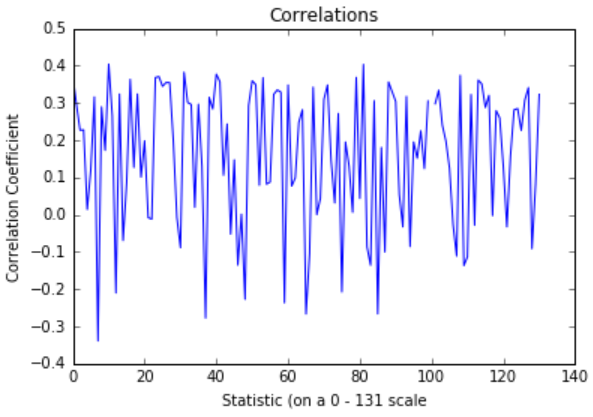 Correlations
0.5
0.4
0.3
0.2
0.1
0.0
−0.1
−0.2
−0.3
−0.4
Correlation Coefficient
0 20 40 60 80 100 120 140
Statistic (on a 0 - 131 scale